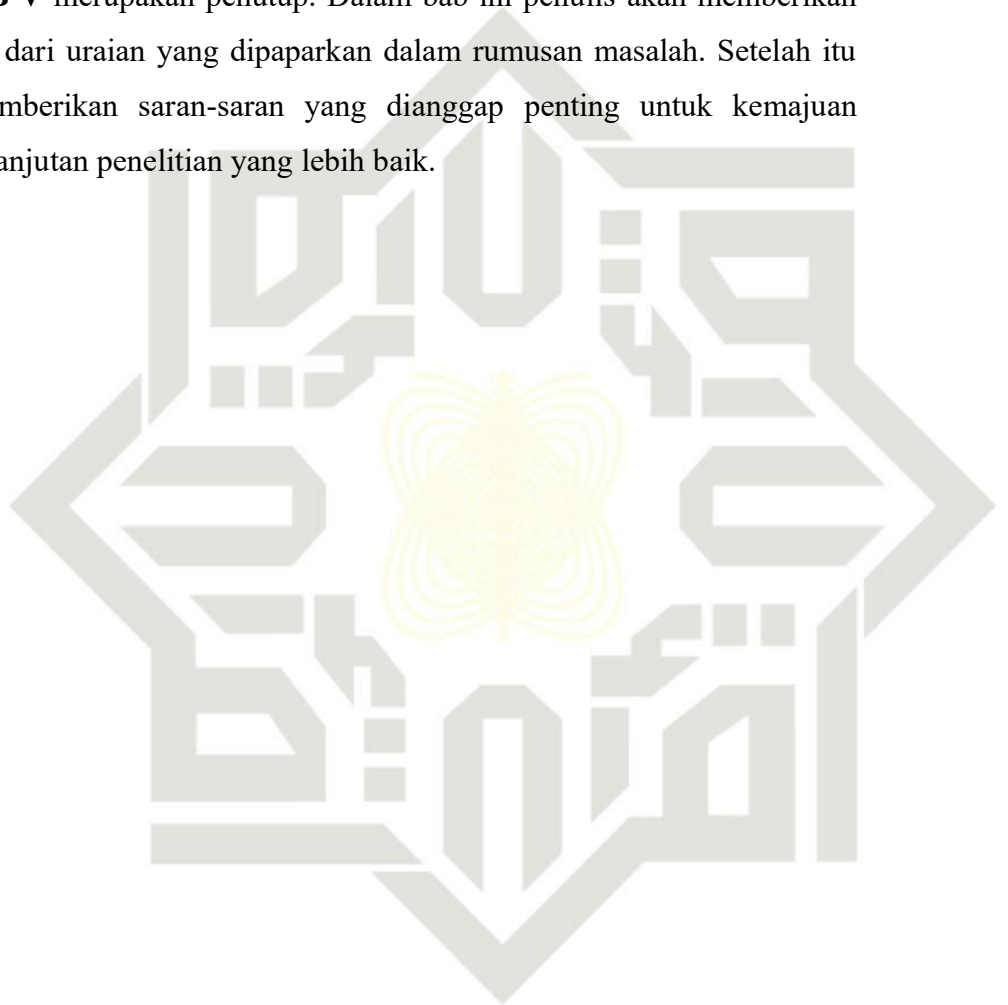 B V merupakan penutup. Dalam bab ini penulis akan memberikan
dari uraian yang dipaparkan dalam rumusan masalah. Setelah itu
mberikan saran-saran yang dianggap penting untuk kemajuan
anjutan penelitian yang lebih baik.